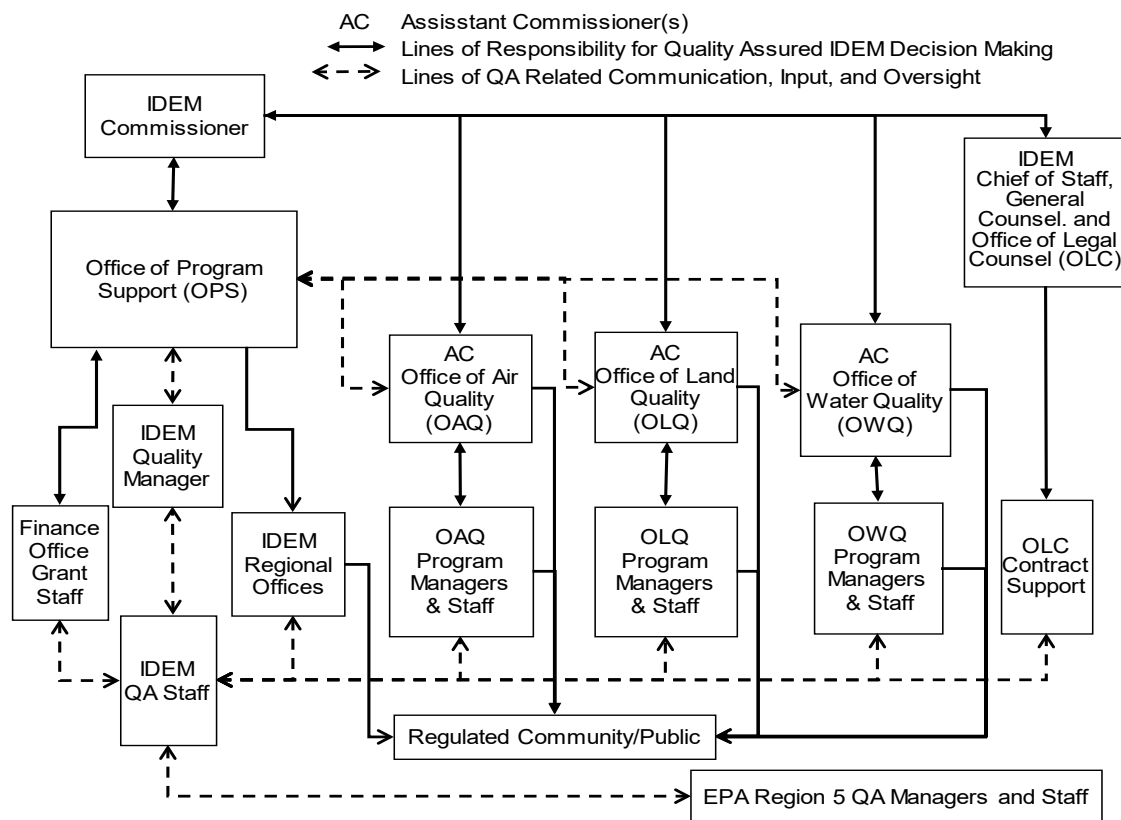 AC Assisstant Commissioner(s)
Lines of Responsibility for Quality Assured IDEM Decision Making
Lines of QA Related Communication, Input, and Oversight
IDEM
Commissioner
IDEM
Chief of Staff,
General
Counsel. and
Office of Legal
Counsel (OLC)
Office of Program
Support (OPS)
AC
Office of Air
Quality
(OAQ)
AC
Office of Land
Quality
(OLQ)
AC
Office of
Water Quality
(OWQ)
IDEM
Quality
Manager
Finance
Office
Grant
Staff
IDEM
Regional
Offices
OAQ
Program
Managers
& Staff
OLQ
Program
Managers
& Staff
OWQ
Program
Managers
& Staff
OLC
Contract
Support
IDEM
QA Staff
Regulated Community/Public
EPA Region 5 QA Managers and Staff